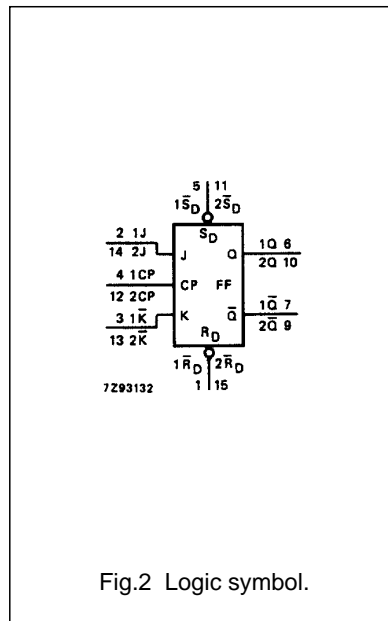 5 11
1S̅D 2S̅D
SD
2 1J
14 2J
J
Q
1Q 6
2Q 10
4 1CP
12 2CP
CP FF
3 1K̅
13 2K̅
K
Q̅
1Q̅ 7
2Q̅ 9
RD
1R̅D 2R̅D
1 15
7Z93132
Fig.2 Logic symbol.